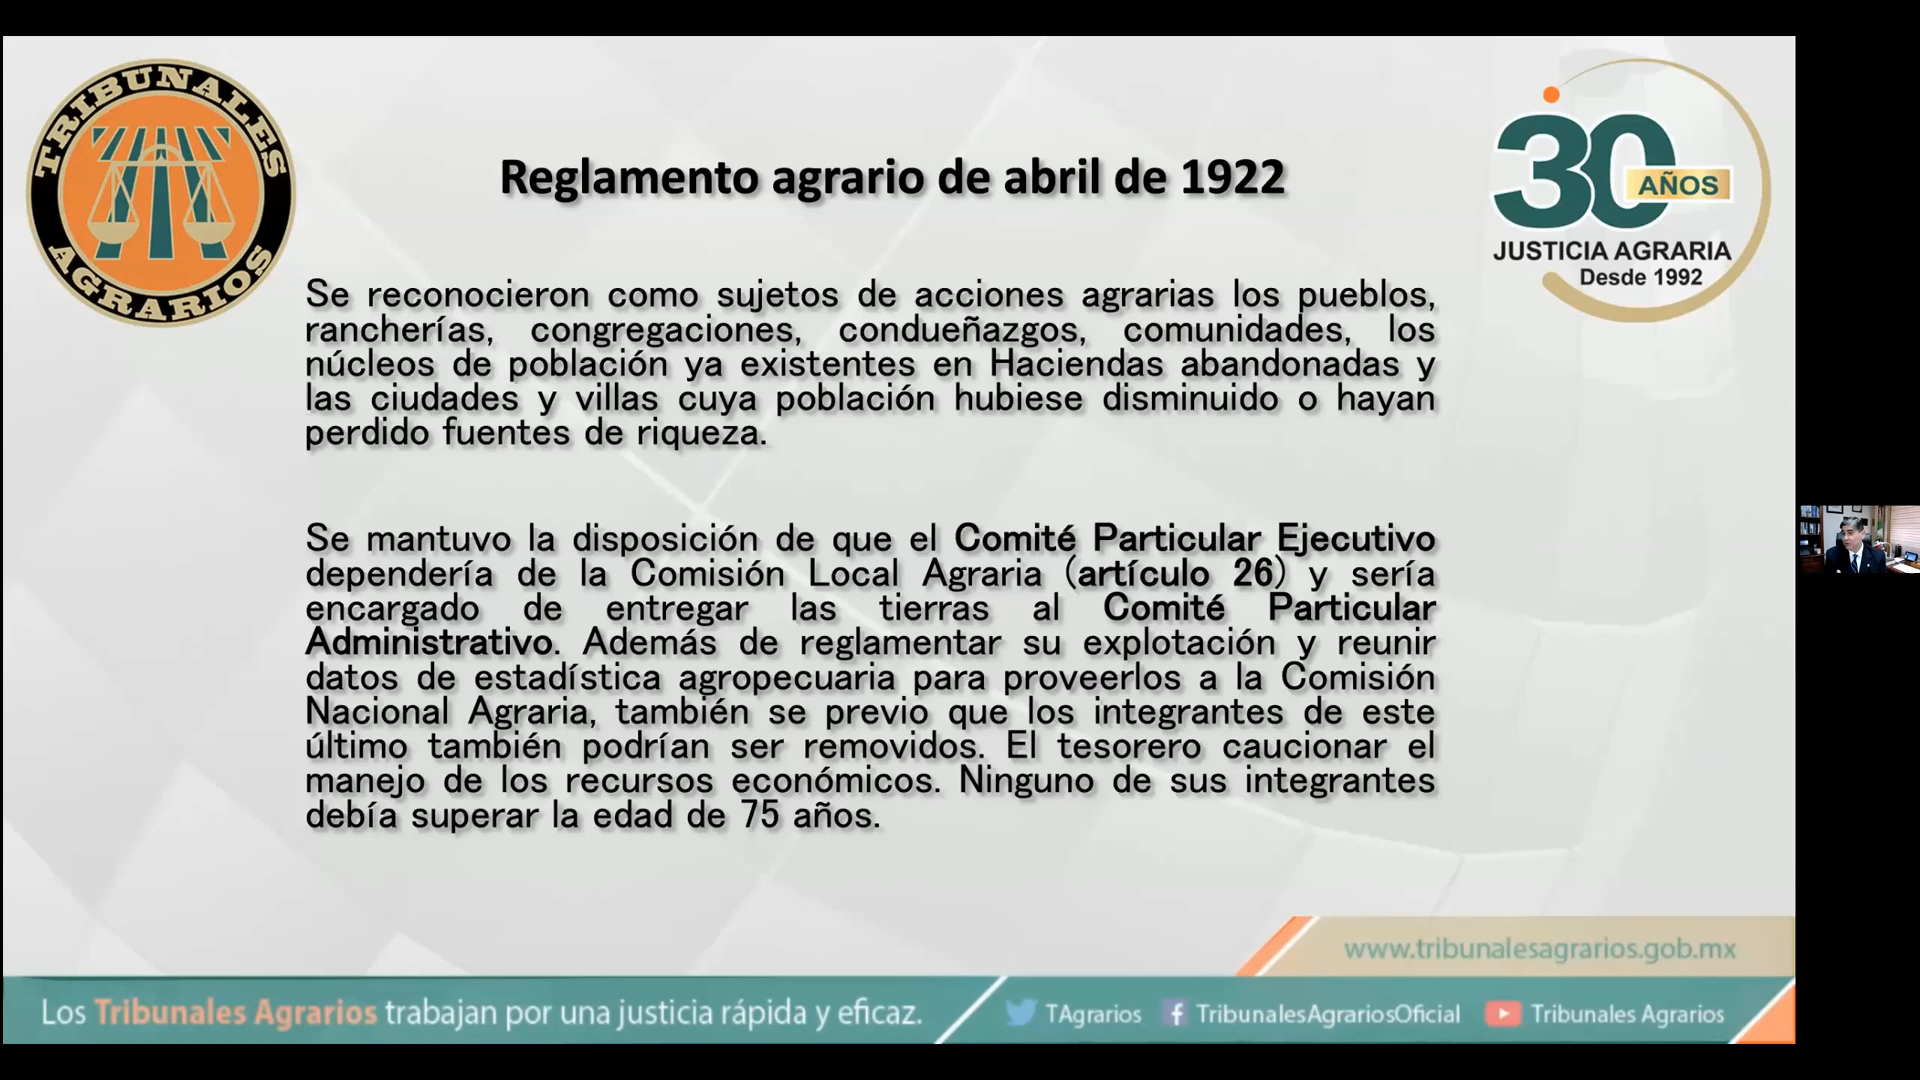 TRIBUNALES
AGRARIOS
30
AÑOS
JUSTICIA AGRARIA
Desde 1992
Reglamento agrario de abril de 1922
Se reconocieron como sujetos de acciones agrarias los pueblos,
rancherías, congregaciones, condueñazgos, comunidades, los
núcleos de población ya existentes en Haciendas abandonadas y
las ciudades y villas cuya población hubiese disminuido o hayan
perdido fuentes de riqueza.
Se mantuvo la disposición de que el Comité Particular Ejecutivo
dependería de la Comisión Local Agraria (artículo 26) y sería
encargado de entregar las tierras al Comité Particular
Administrativo. Además de reglamentar su explotación y reunir
datos de estadística agropecuaria para proveerlos a la Comisión
Nacional Agraria, también se previo que los integrantes de este
último también podrían ser removidos. El tesorero caucionar el
manejo de los recursos económicos. Ninguno de sus integrantes
debía superar la edad de 75 años.
www.tribunalesagrarios.gob.mx
Los Tribunales Agrarios trabajan por una justicia rápida y eficaz.
TAgrarios
TribunalesAgrariosOficial
Tribunales Agrarios